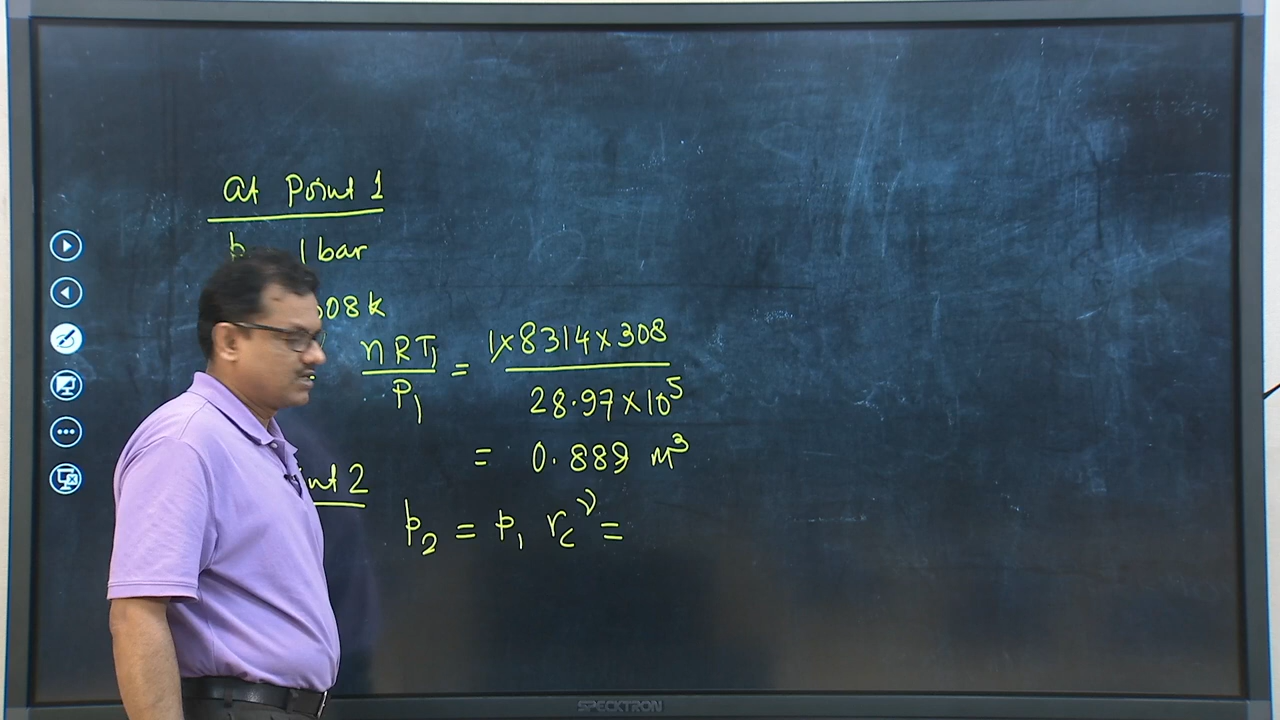 at Point 1
p 1 bar
308 k
nRT1 / P1 = 1×8314×308 / 28.97×10^5
= 0.889 m^3
nt 2
p2 = p1 rc^γ =
SPECKTRON